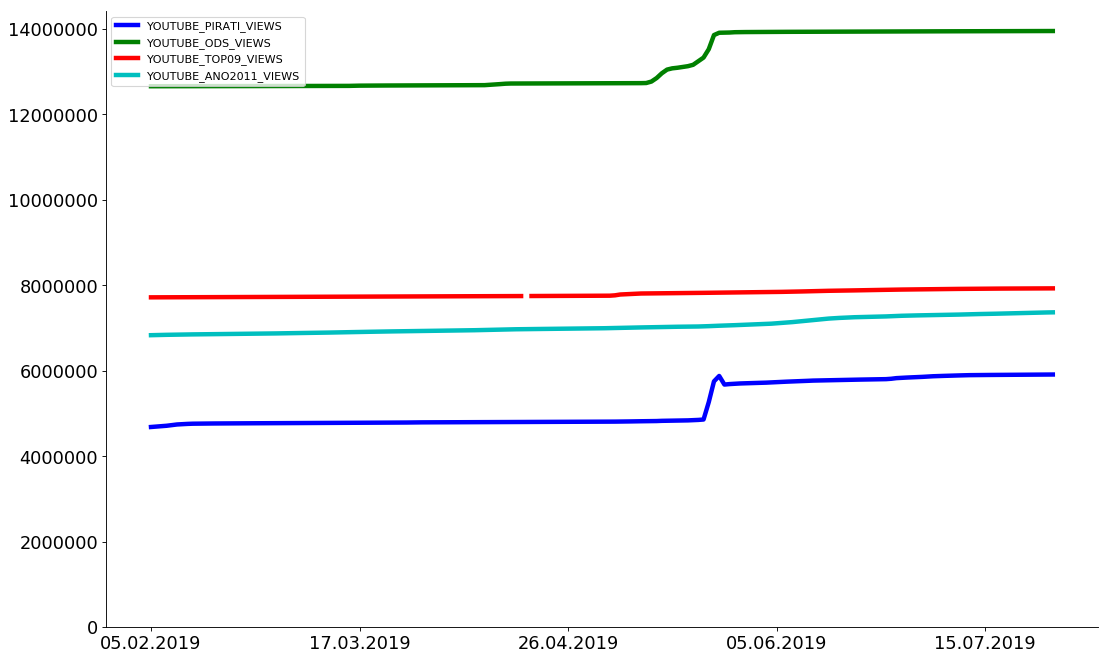 YOUTUBE_PIRATI_VIEWS
YOUTUBE_ODS_VIEWS
YOUTUBE_TOP09_VIEWS
YOUTUBE_ANO2011_VIEWS
14000000
12000000
10000000
8000000
6000000
4000000
2000000
0
05.02.2019 17.03.2019 26.04.2019 05.06.2019 15.07.2019